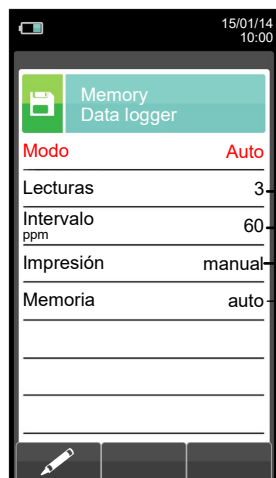 15/01/14
10:00
Memory
Data logger
Modo Auto
Lecturas 3
Intervalo 60
ppm
Impresión manual
Memoria auto